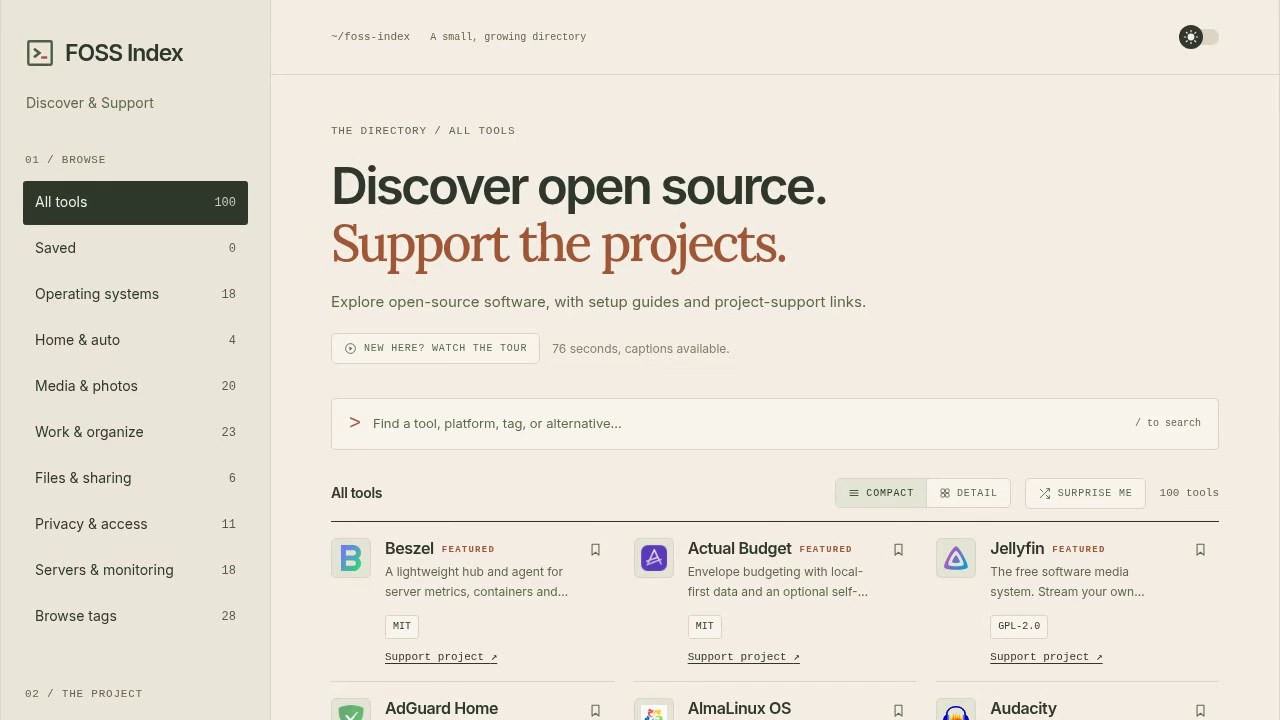 FOSS Index
Discover & Support
01 / BROWSE
All tools 100
Saved 0
Operating systems 18
Home & auto 4
Media & photos 20
Work & organize 23
Files & sharing 6
Privacy & access 11
Servers & monitoring 18
Browse tags 28
02 / THE PROJECT
~/foss-index A small, growing directory
THE DIRECTORY / ALL TOOLS
Discover open source.
Support the projects.
Explore open-source software, with setup guides and project-support links.
NEW HERE? WATCH THE TOUR 76 seconds, captions available.
> Find a tool, platform, tag, or alternative... / to search
All tools COMPACT DETAIL SURPRISE ME 100 tools
Beszel FEATURED
A lightweight hub and agent for
server metrics, containers and...
MIT
Support project ↗
Actual Budget FEATURED
Envelope budgeting with local-
first data and an optional self-...
MIT
Support project ↗
Jellyfin FEATURED
The free software media
system. Stream your own...
GPL-2.0
Support project ↗
AdGuard Home
AlmaLinux OS
Audacity